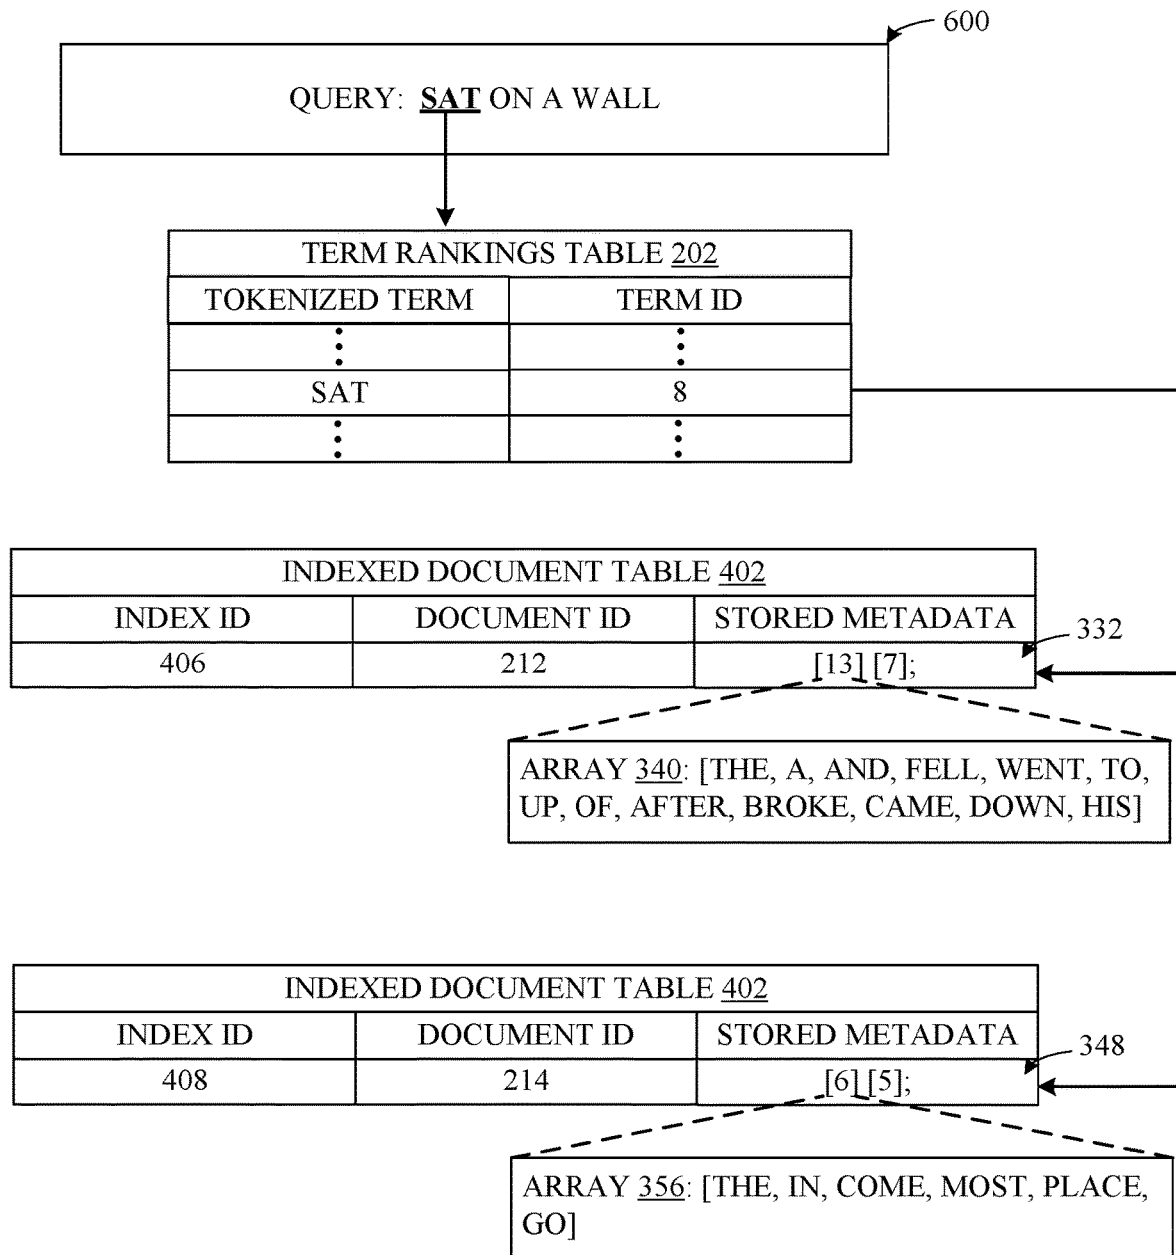 600
QUERY: SAT ON A WALL
TERM RANKINGS TABLE 202
TOKENIZED TERM TERM ID
SAT 8
INDEXED DOCUMENT TABLE 402
INDEX ID DOCUMENT ID STORED METADATA
332
406 212 [13] [7];
ARRAY 340: [THE, A, AND, FELL, WENT, TO,
UP, OF, AFTER, BROKE, CAME, DOWN, HIS]
INDEXED DOCUMENT TABLE 402
INDEX ID DOCUMENT ID STORED METADATA
348
408 214 [6] [5];
ARRAY 356: [THE, IN, COME, MOST, PLACE,
GO]